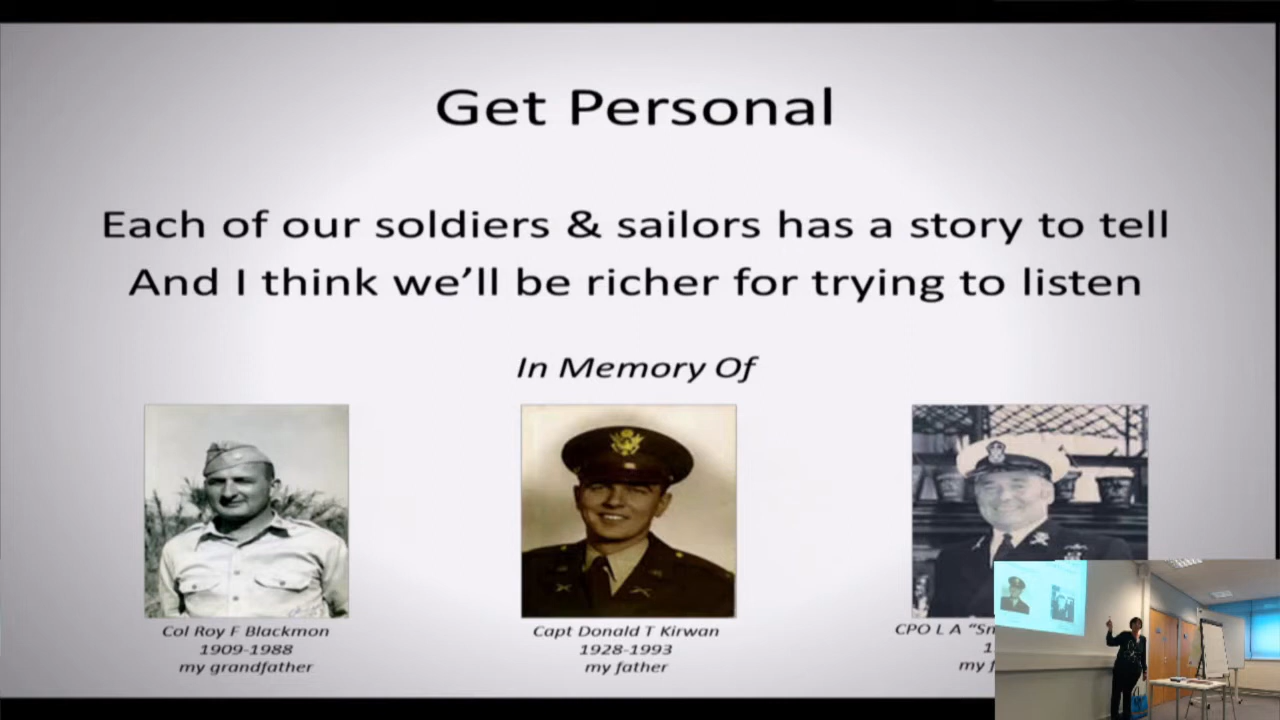 Get Personal
Each of our soldiers & sailors has a story to tell
And I think we'll be richer for trying to listen
In Memory Of
Col Roy F Blackmon
1909-1988
my grandfather
Capt Donald T Kirwan
1928-1993
my father
CPO L A
my